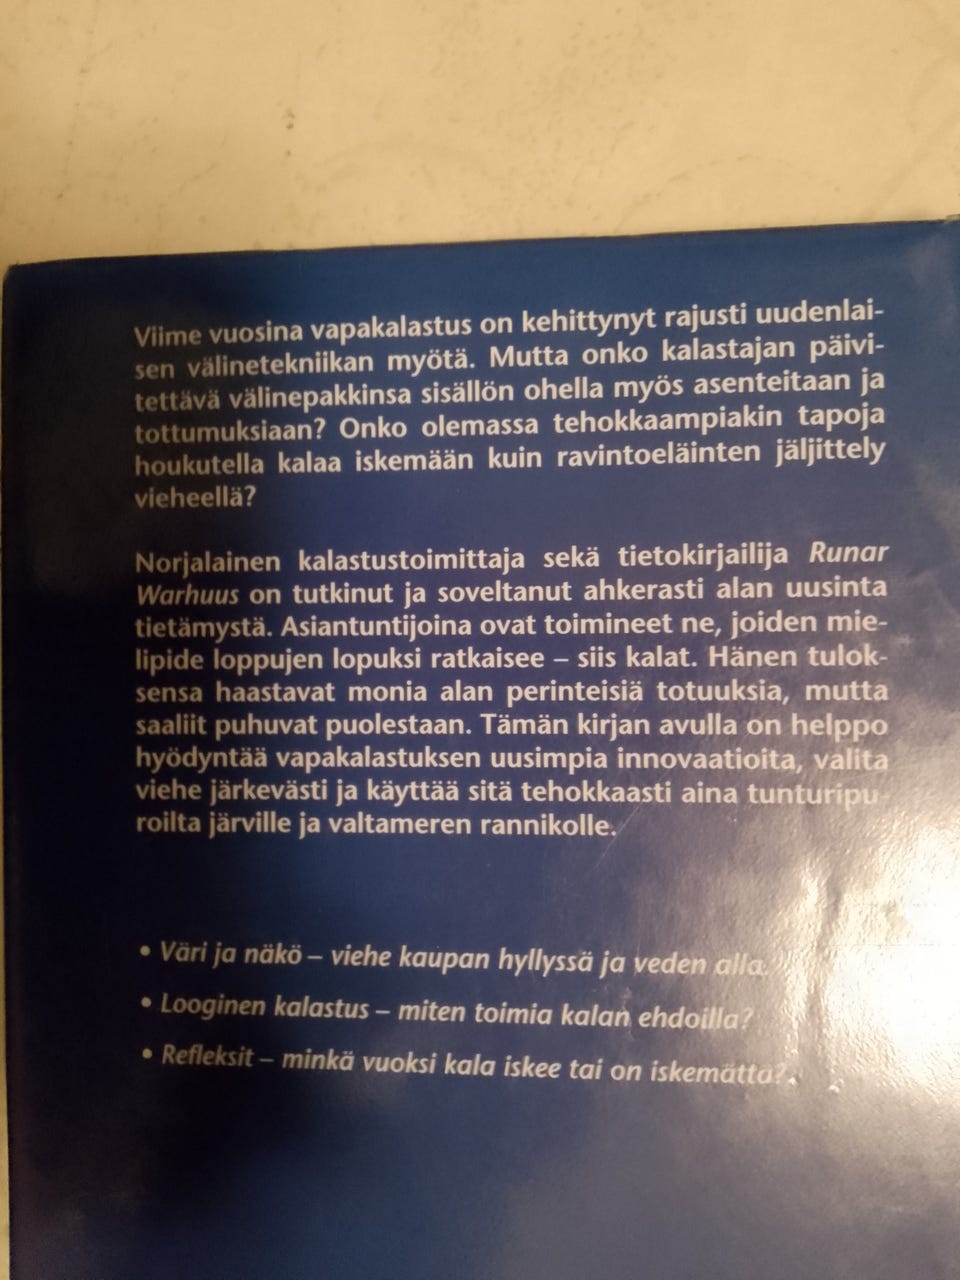 Viime vuosina vapakalastus on kehittynyt rajusti uudenlai-
sen välinetekniikan myötä. Mutta onko kalastajan päivi-
tettävä välinepakkinsa sisällön ohella myös asenteitaan ja
tottumuksiaan? Onko olemassa tehokkaampiakin tapoja
houkutella kalaa iskemään kuin ravintoeläinten jäljittely
vieheellä?
Norjalainen kalastustoimittaja sekä tietokirjailija Runar
Warhuus on tutkinut ja soveltanut ahkerasti alan uusinta
tietämystä. Asiantuntijoina ovat toimineet ne, joiden mie-
lipide loppujen lopuksi ratkaisee – siis kalat. Hänen tulok-
sensa haastavat monia alan perinteisiä totuuksia, mutta
saaliit puhuvat puolestaan. Tämän kirjan avulla on helppo
hyödyntää vapakalastuksen uusimpia innovaatioita, valita
viehe järkevästi ja käyttää sitä tehokkaasti aina tunturipu-
roilta järville ja valtameren rannikolle.
• Väri ja näkö – viehe kaupan hyllyssä ja veden alla.
• Looginen kalastus – miten toimia kalan ehdoilla?
• Refleksit – minkä vuoksi kala iskee tai on iskemättä?